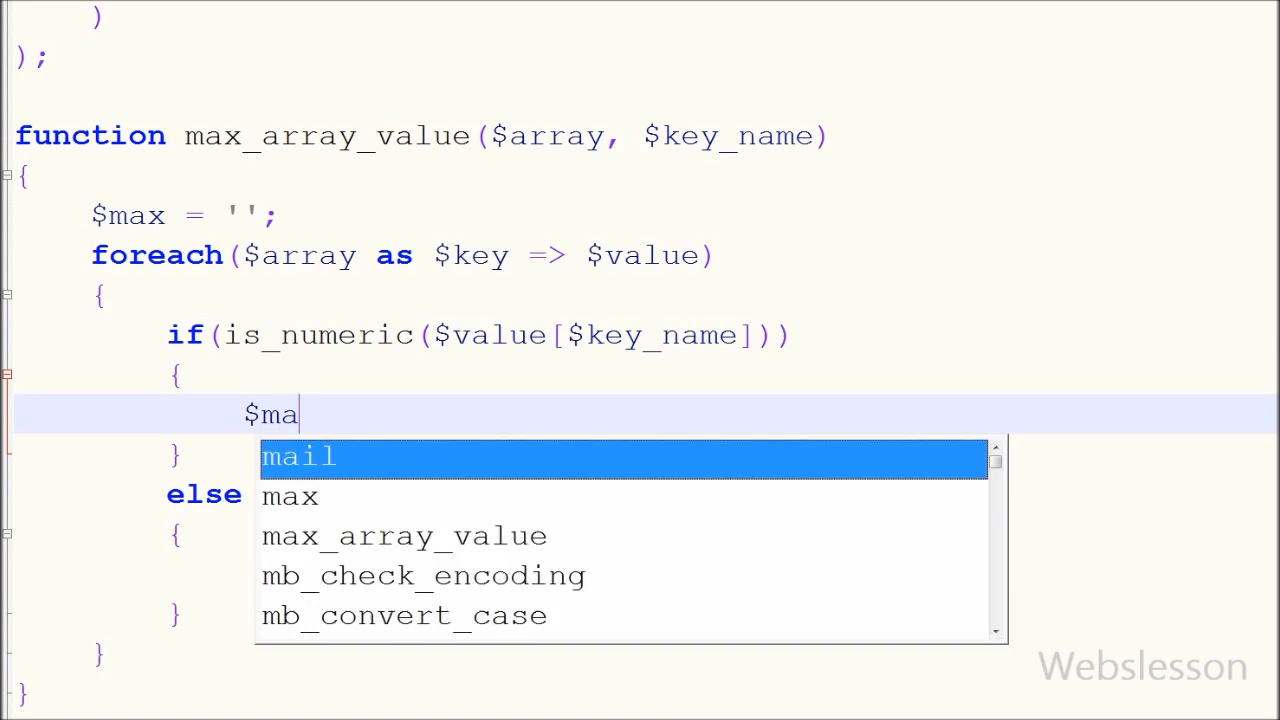 )
);
function max_array_value($array, $key_name)
{
$max = '';
foreach($array as $key => $value)
{
if(is_numeric($value[$key_name]))
{
$ma
}
mail
else
max
{
max_array_value
mb_check_encoding
}
mb_convert_case
}
}
Webslesson